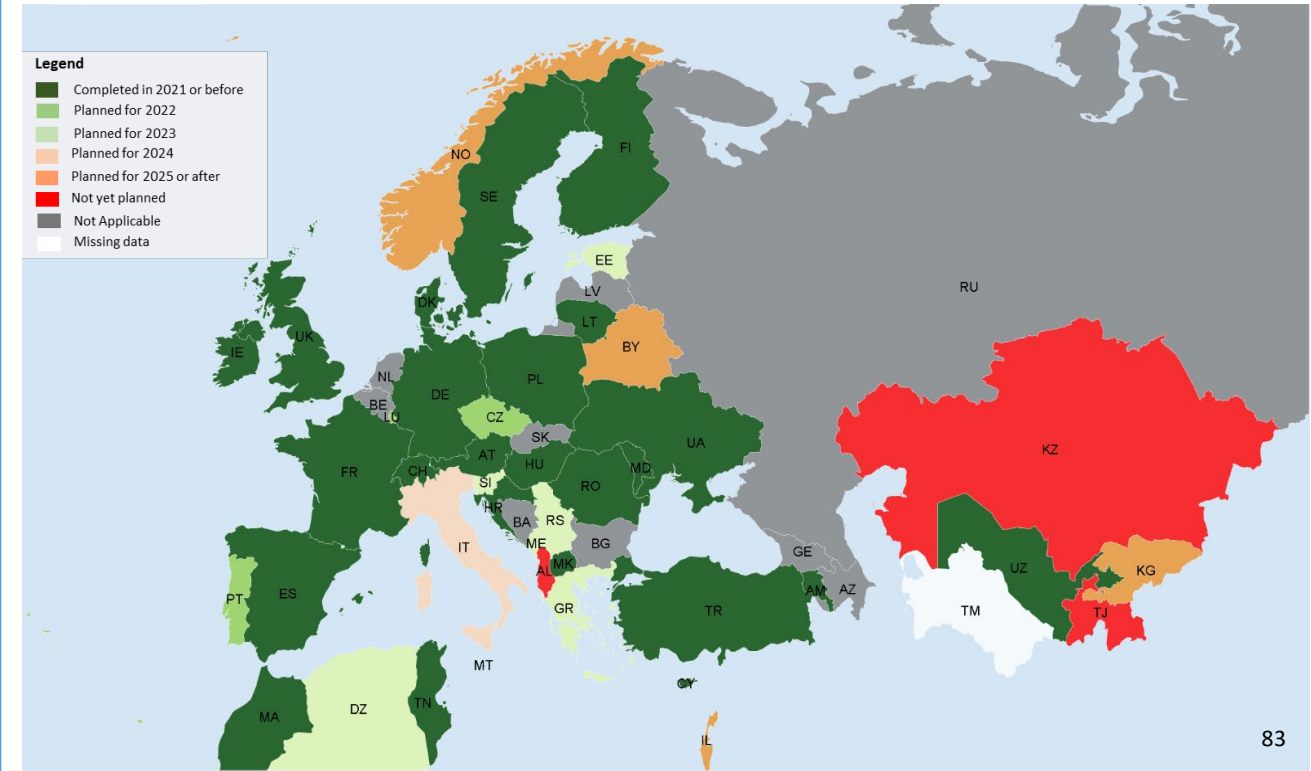 Legend
Completed in 2021 or before
Planned for 2022
Planned for 2023
Planned for 2024
Planned for 2025 or after
Not yet planned
Not Applicable
Missing data
NO
FI
SE
EE
RU
LV
DK
LT
UK
BY
IE
NL
PL
DE
BE
LU
CZ
SK
UA
KZ
AT
HU
MD
FR
CH
SI
RO
HR
BA
RS
IT
ME
BG
GE
MK
AL
UZ
KG
PT
ES
GR
TR
AM
AZ
TM
TJ
MT
CY
MA
DZ
TN
IL
83